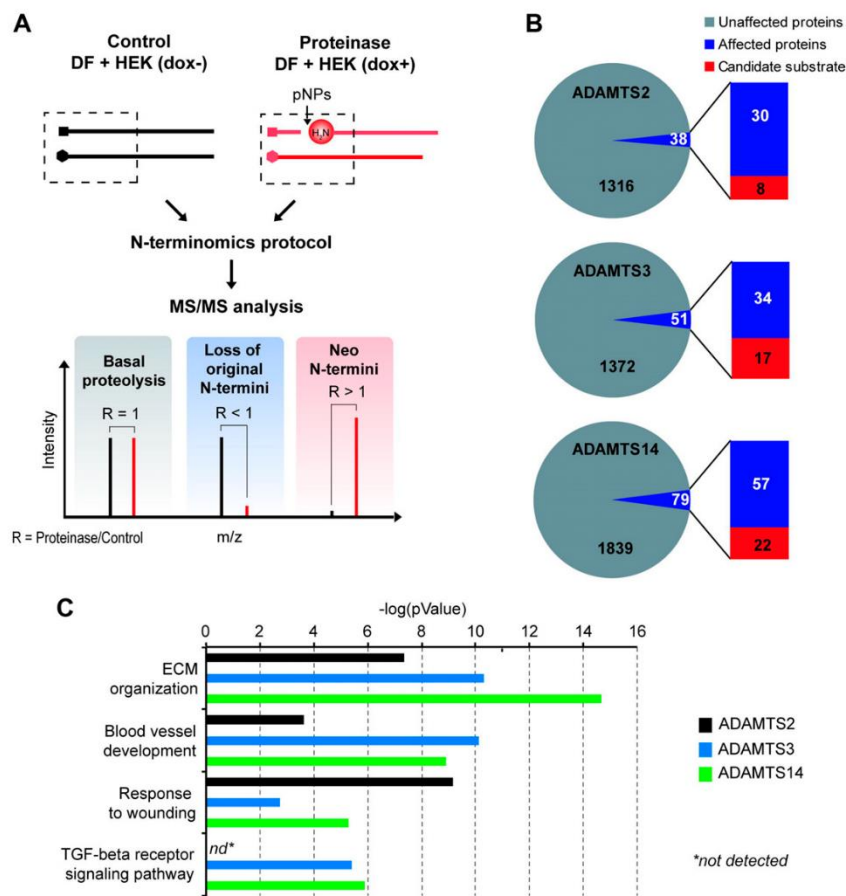 A
Control
DF + HEK (dox-)
Proteinase
DF + HEK (dox+)
pNPs
H2N
N-terminomics protocol
MS/MS analysis
Basal
proteolysis
R = 1
Loss of
original
N-termini
R < 1
Neo
N-termini
R > 1
Intensity
R = Proteinase/Control
m/z
B
Unaffected proteins
Affected proteins
Candidate substrate
ADAMTS2
38
1316
30
8
ADAMTS3
51
1372
34
17
ADAMTS14
79
1839
57
22
C
-log(pValue)
0 2 4 6 8 10 12 14 16
ECM
organization
Blood vessel
development
Response
to wounding
TGF-beta receptor
signaling pathway
nd*
ADAMTS2
ADAMTS3
ADAMTS14
*not detected